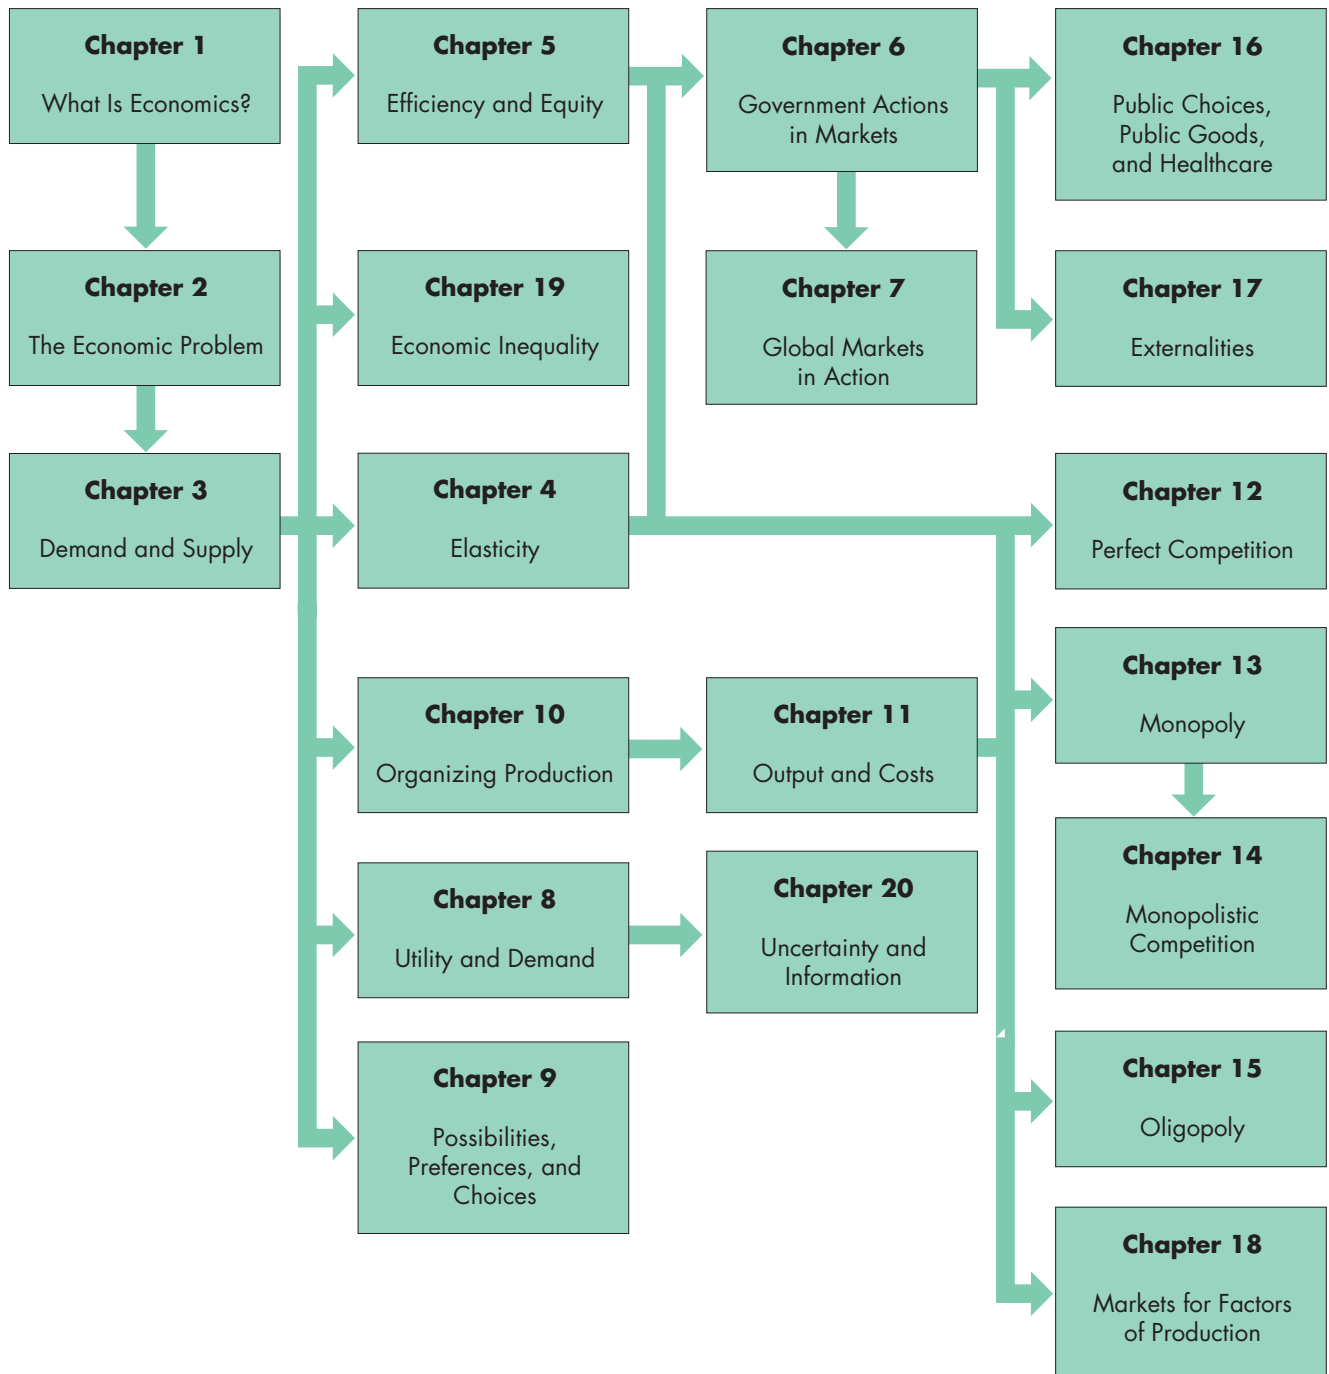 Chapter 1
What Is Economics?
Chapter 2
The Economic Problem
Chapter 3
Demand and Supply
Chapter 5
Efficiency and Equity
Chapter 19
Economic Inequality
Chapter 4
Elasticity
Chapter 10
Organizing Production
Chapter 8
Utility and Demand
Chapter 9
Possibilities,
Preferences, and
Choices
Chapter 6
Government Actions
in Markets
Chapter 7
Global Markets
in Action
Chapter 11
Output and Costs
Chapter 20
Uncertainty and
Information
Chapter 16
Public Choices,
Public Goods,
and Healthcare
Chapter 17
Externalities
Chapter 12
Perfect Competition
Chapter 13
Monopoly
Chapter 14
Monopolistic
Competition
Chapter 15
Oligopoly
Chapter 18
Markets for Factors
of Production